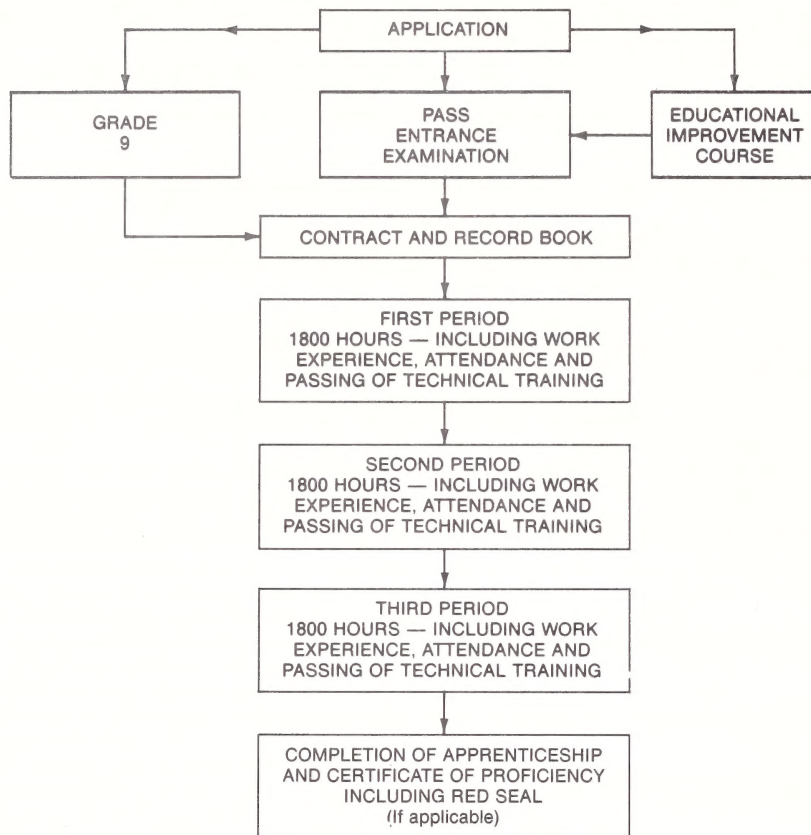 APPLICATION
GRADE
9
PASS
ENTRANCE
EXAMINATION
EDUCATIONAL
IMPROVEMENT
COURSE
CONTRACT AND RECORD BOOK
FIRST PERIOD
1800 HOURS — INCLUDING WORK
EXPERIENCE, ATTENDANCE AND
PASSING OF TECHNICAL TRAINING
SECOND PERIOD
1800 HOURS — INCLUDING WORK
EXPERIENCE, ATTENDANCE AND
PASSING OF TECHNICAL TRAINING
THIRD PERIOD
1800 HOURS — INCLUDING WORK
EXPERIENCE, ATTENDANCE AND
PASSING OF TECHNICAL TRAINING
COMPLETION OF APPRENTICESHIP
AND CERTIFICATE OF PROFICIENCY
INCLUDING RED SEAL
(If applicable)